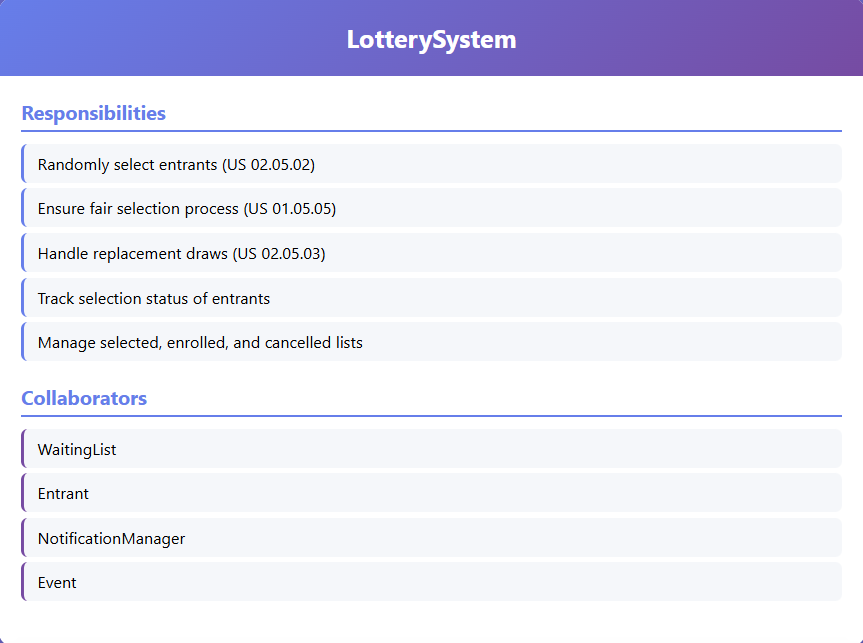 LotterySystem
Responsibilities
Randomly select entrants (US 02.05.02)
Ensure fair selection process (US 01.05.05)
Handle replacement draws (US 02.05.03)
Track selection status of entrants
Manage selected, enrolled, and cancelled lists
Collaborators
WaitingList
Entrant
NotificationManager
Event